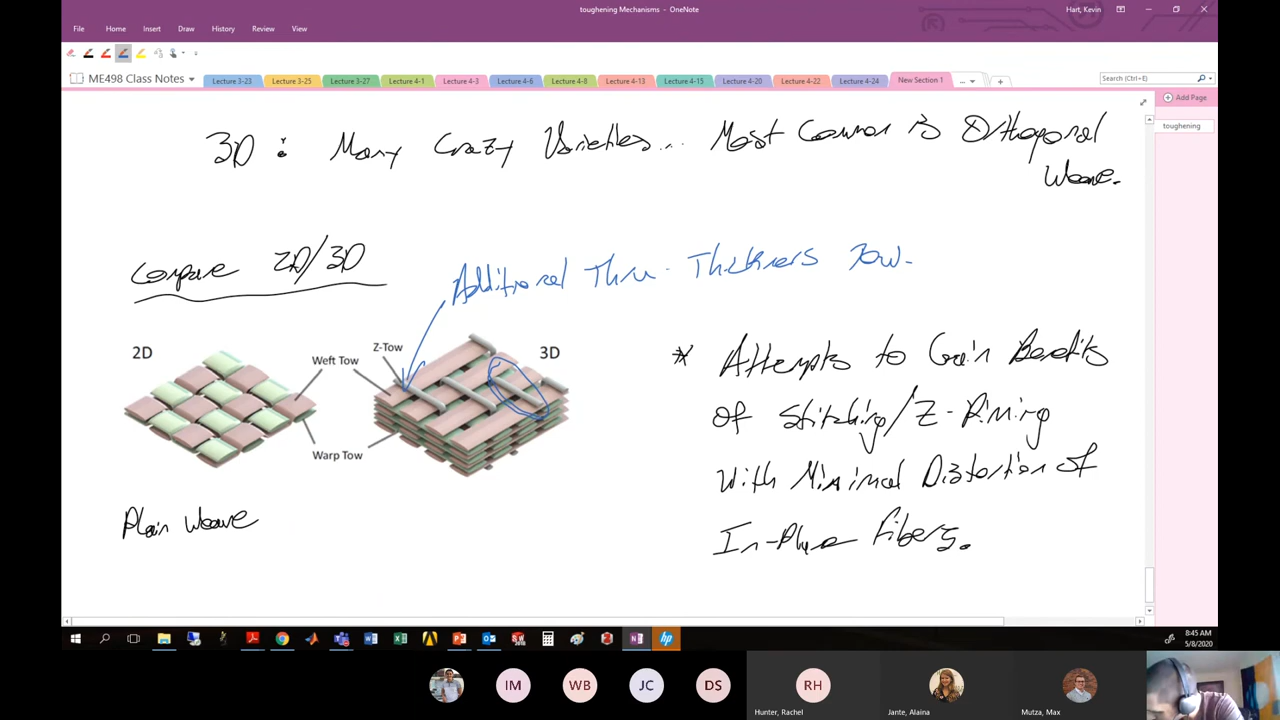 toughening Mechanisms - OneNote
Hart, Kevin
File Home Insert Draw History Review View
ME498 Class Notes
Lecture 3-23 Lecture 3-25 Lecture 3-27 Lecture 4-1 Lecture 4-3 Lecture 4-6 Lecture 4-8 Lecture 4-13 Lecture 4-15 Lecture 4-20 Lecture 4-22 Lecture 4-24 New Section 1 ...
Search (Ctrl+E)
Add Page
toughening
3D : Many Crazy Varieties... Most Common is Orthogonal
Weave.
Compare 2D/3D
Additional Thru-Thickness Tow.
2D
Weft Tow
Warp Tow
Z-Tow
3D
Plain Weave
* Attempts to Gain Benefits
Of Stitching/Z-Pinning
With Minimal Distortion of
In-Plane Fibers.
8:45 AM
5/8/2020
IM WB JC DS RH
Hunter, Rachel
Jante, Alaina
Mutza, Max